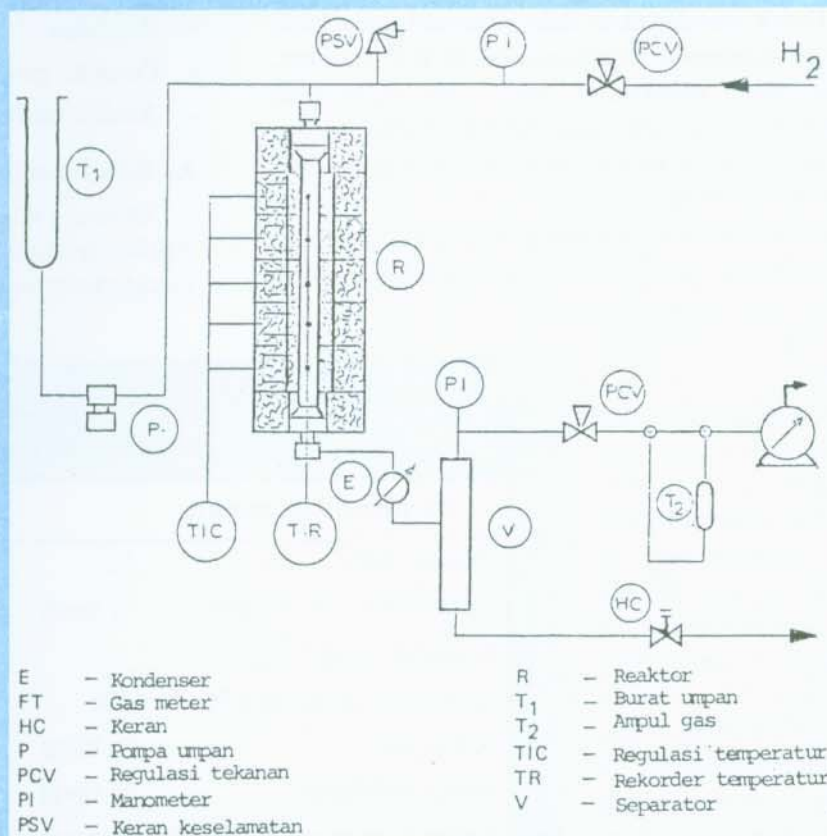 PSV
PI
PCV
H2
T1
R
P
PI
PCV
E
TIC
TR
V
T2
HC
E – Kondenser
FT – Gas meter
HC – Keran
P – Pompa umpan
PCV – Regulasi tekanan
PI – Manometer
PSV – Keran keselamatan
R – Reaktor
T1 – Burat umpan
T2 – Ampul gas
TIC – Regulasi temperatur
TR – Rekorder temperatur
V – Separator